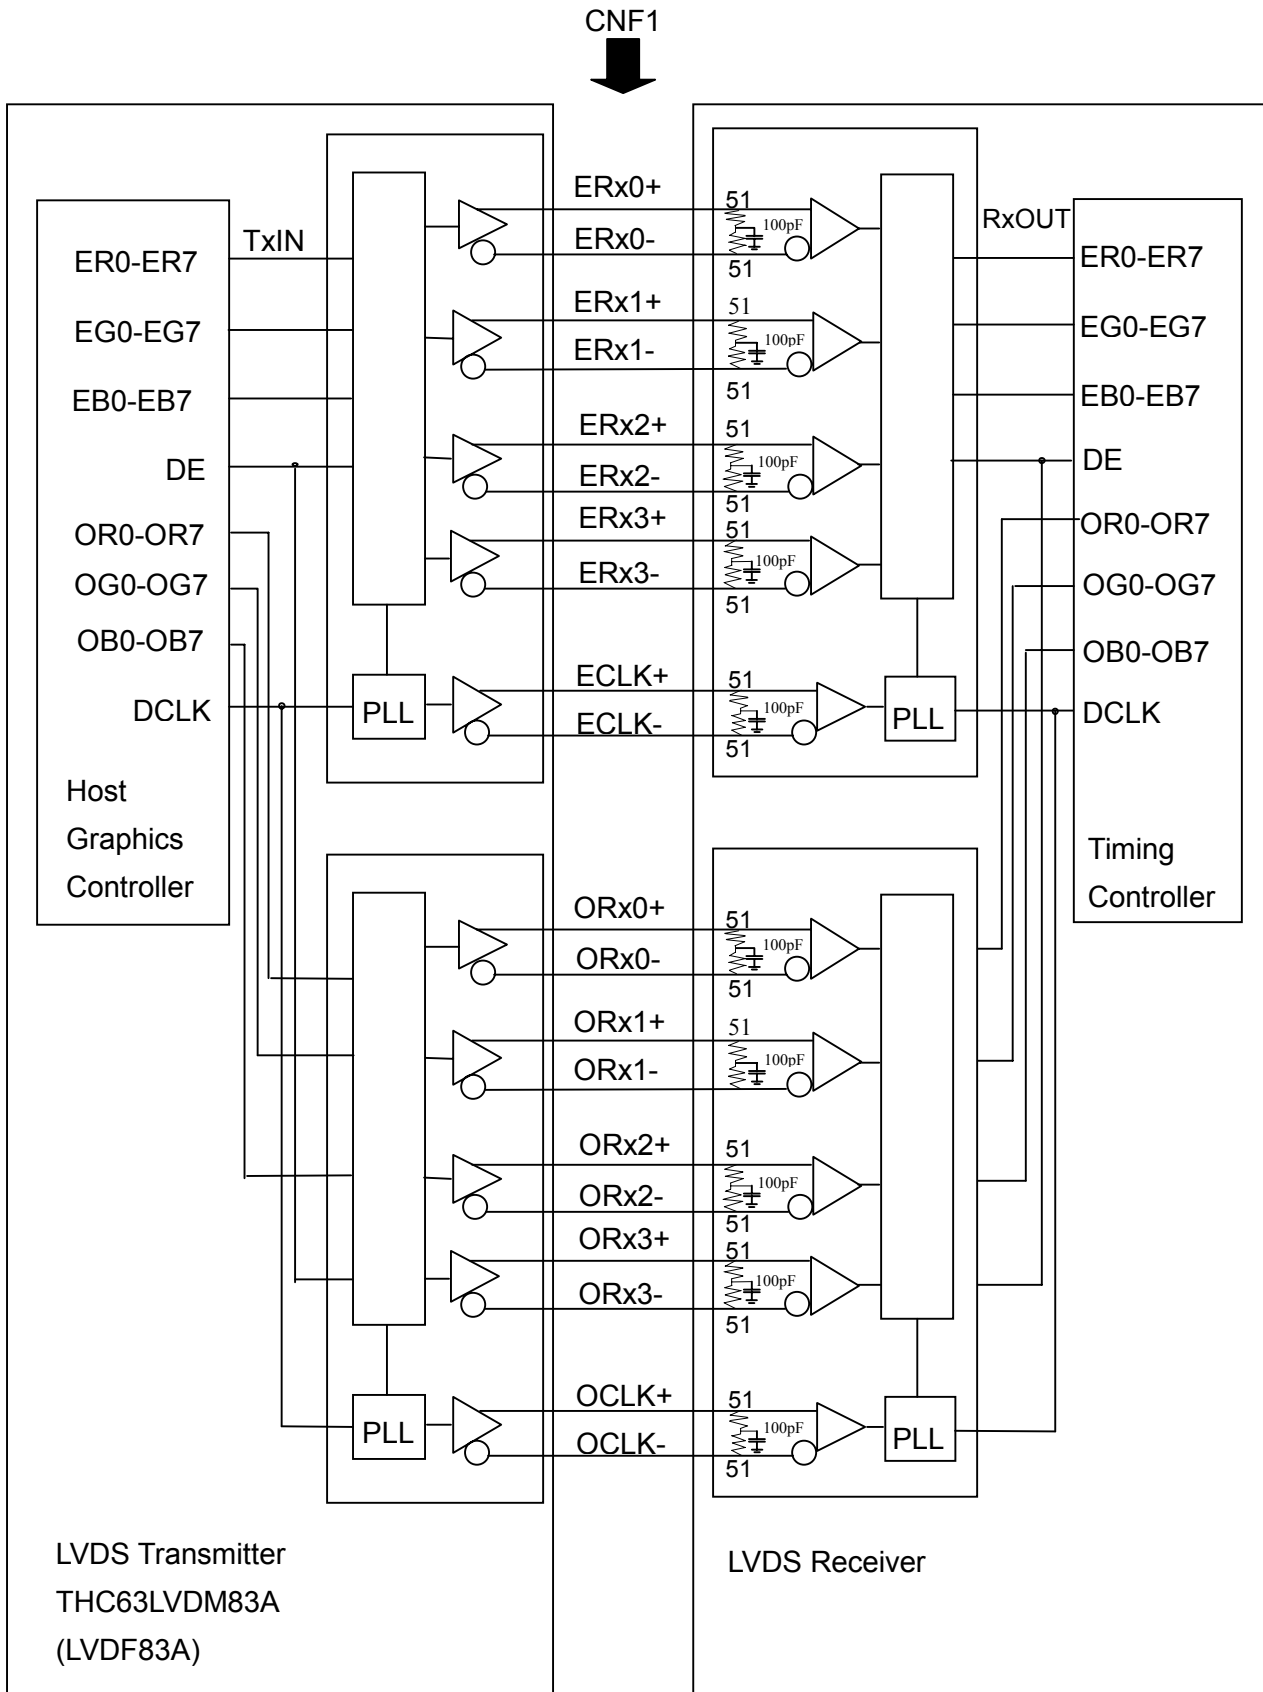 CNF1
TxIN
ER0-ER7
EG0-EG7
EB0-EB7
DE
OR0-OR7
OG0-OG7
OB0-OB7
DCLK
Host
Graphics
Controller
PLL
ERx0+
ERx0-
ERx1+
ERx1-
ERx2+
ERx2-
ERx3+
ERx3-
ECLK+
ECLK-
51
100pF
51
51
100pF
51
51
100pF
51
51
100pF
51
51
100pF
51
PLL
RxOUT
ER0-ER7
EG0-EG7
EB0-EB7
DE
OR0-OR7
OG0-OG7
OB0-OB7
DCLK
Timing
Controller
PLL
ORx0+
ORx0-
ORx1+
ORx1-
ORx2+
ORx2-
ORx3+
ORx3-
OCLK+
OCLK-
51
100pF
51
51
100pF
51
100pF
51
51
51
100pF
51
51
100pF
51
PLL
LVDS Transmitter
THC63LVDM83A
(LVDF83A)
LVDS Receiver